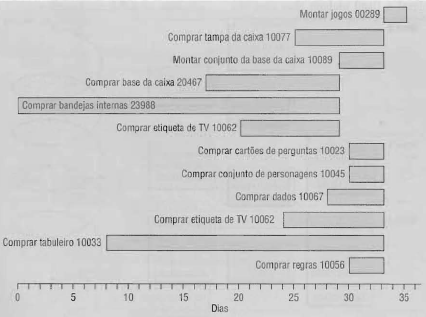 Montar jogos 00289
Comprar tampa da caixa 10077
Montar conjunto da base da caixa 10089
Comprar base da caixa 20467
Comprar bandejas internas 23988
Comprar etiqueta de TV 10062
Comprar cartões de perguntas 10023
Comprar conjunto de personagens 10045
Comprar dados 10067
Comprar etiqueta de TV 10062
Comprar tabuleiro 10033
Comprar regras 10056
0 5 10 15 20 25 30 35
Dias